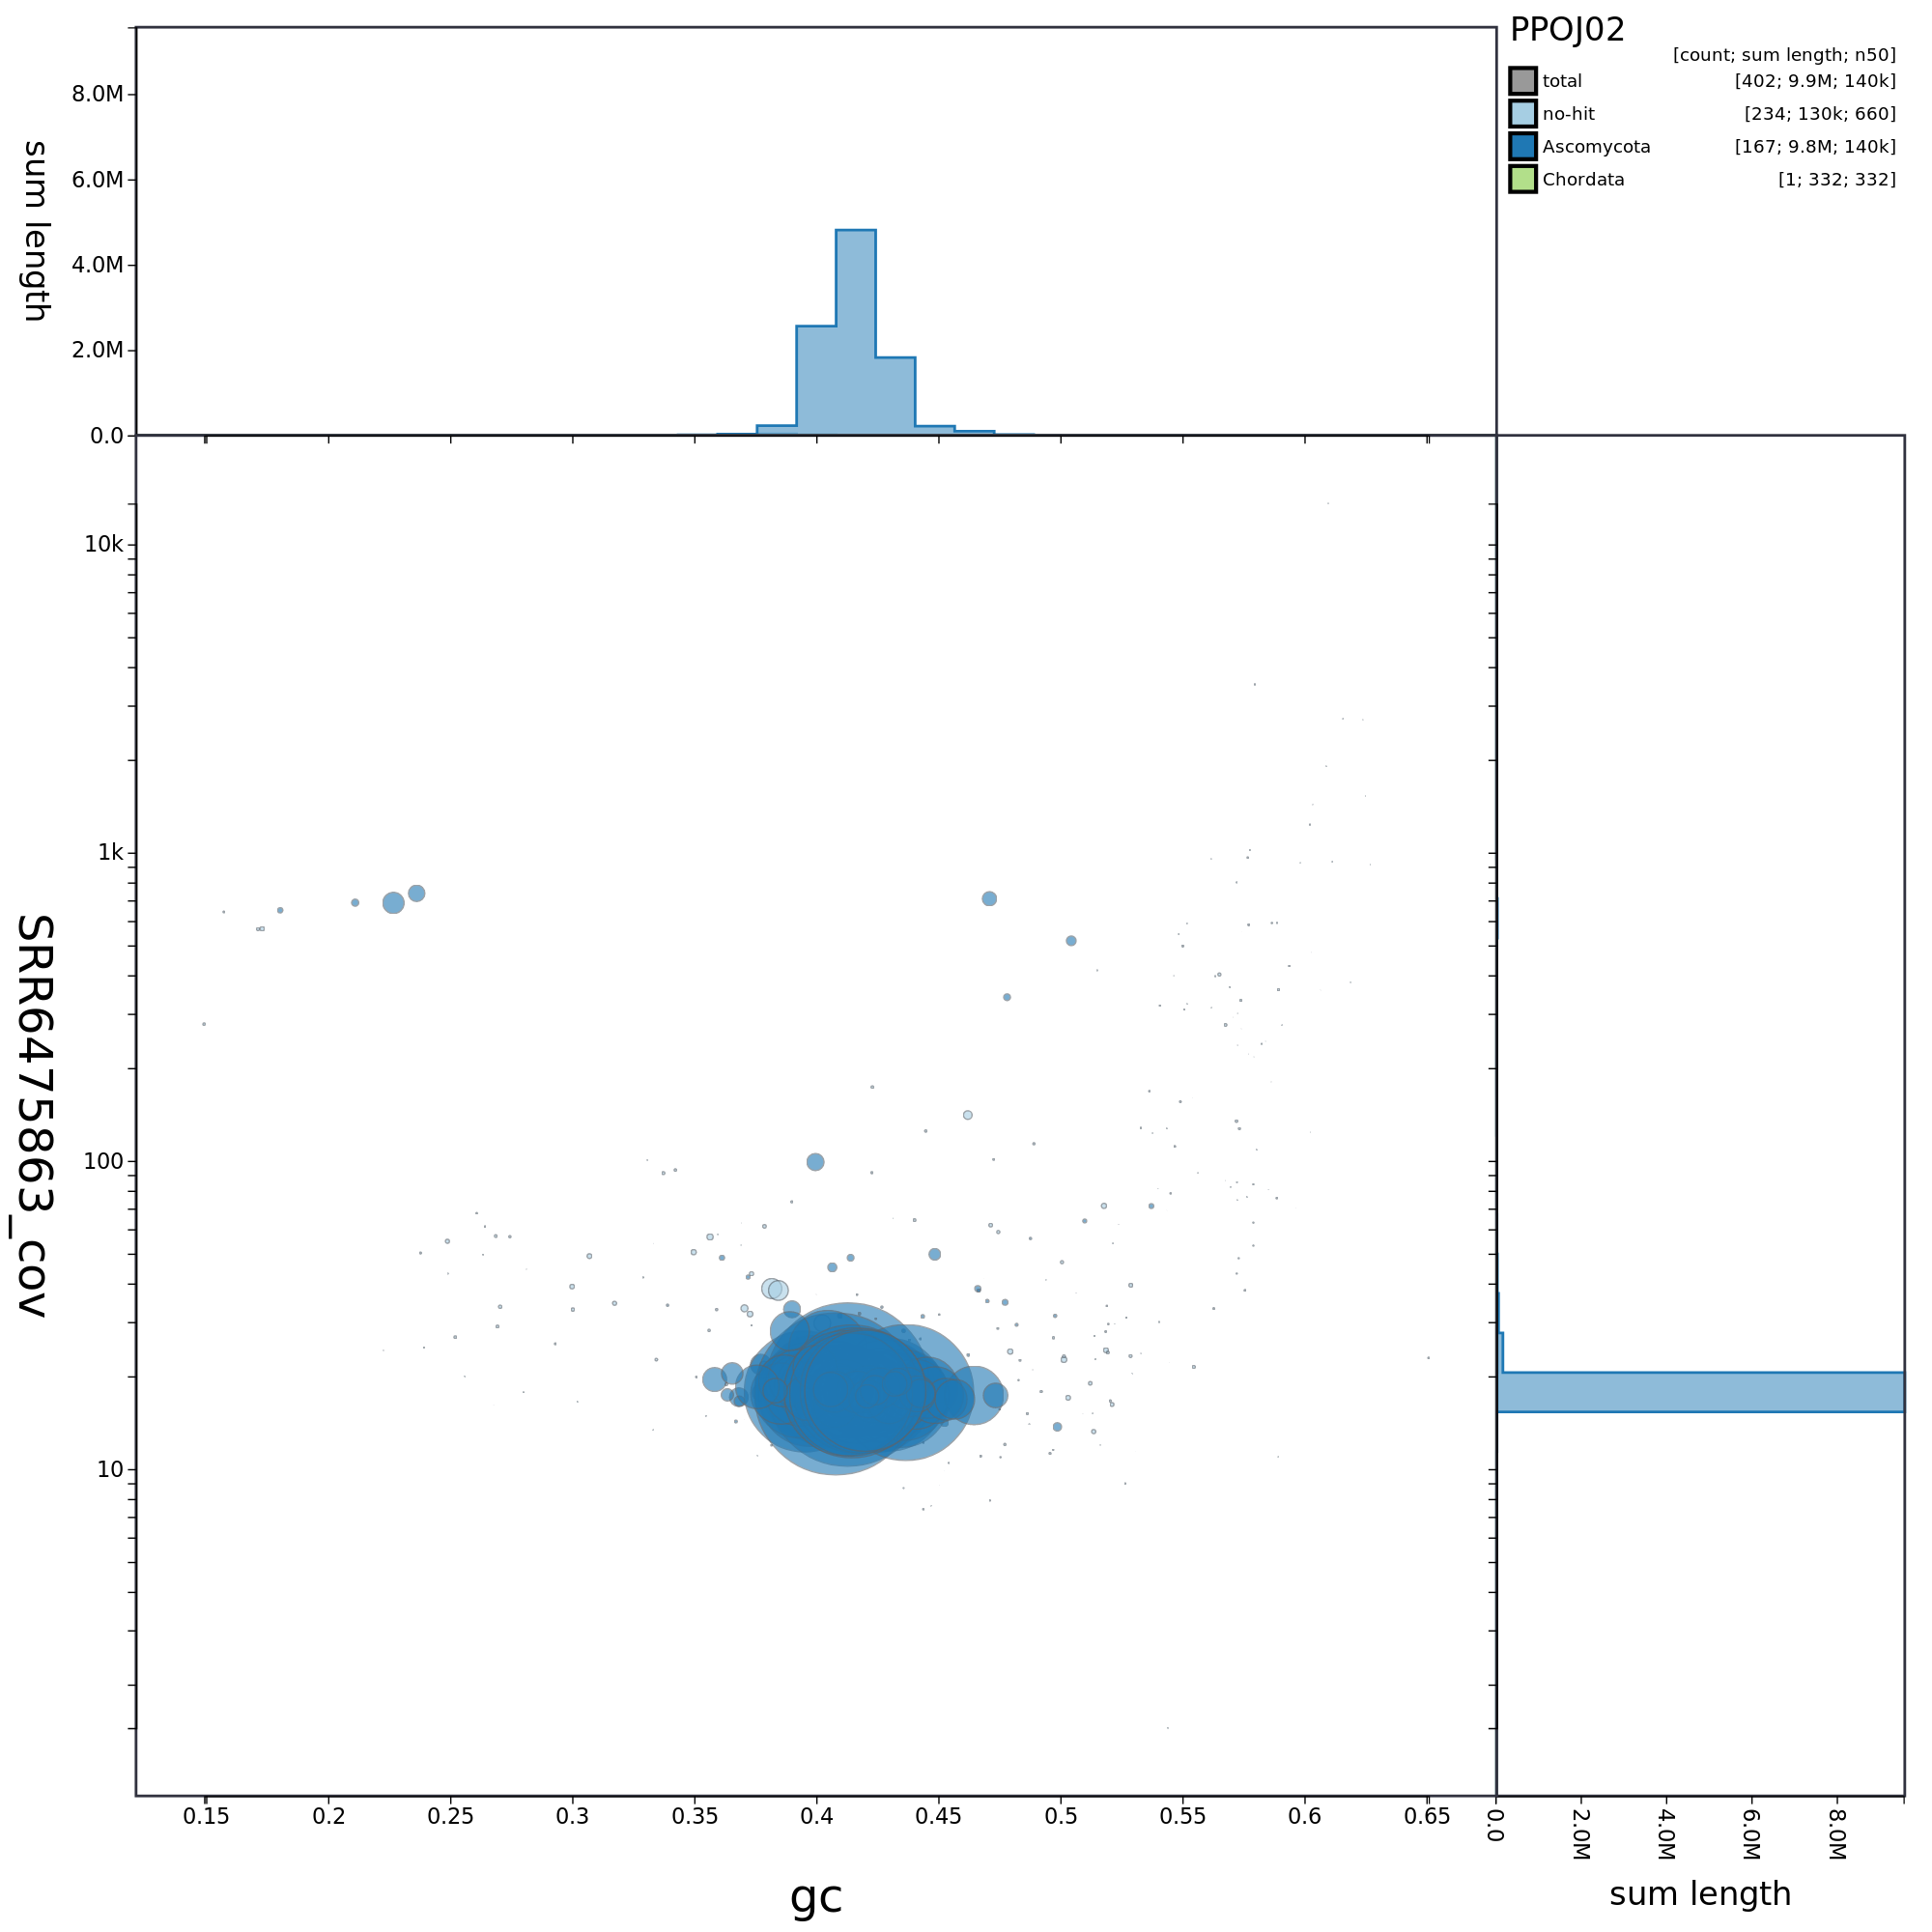 PPOJ02
[count; sum length; n50]
total [402; 9.9M; 140k]
no-hit [234; 130k; 660]
Ascomycota [167; 9.8M; 140k]
Chordata [1; 332; 332]
sum length
8.0M
6.0M
4.0M
2.0M
0.0
SRR6475863_cov
10k
1k
100
10
0.15 0.2 0.25 0.3 0.35 0.4 0.45 0.5 0.55 0.6 0.65
gc
0.0 2.0M 4.0M 6.0M 8.0M
sum length